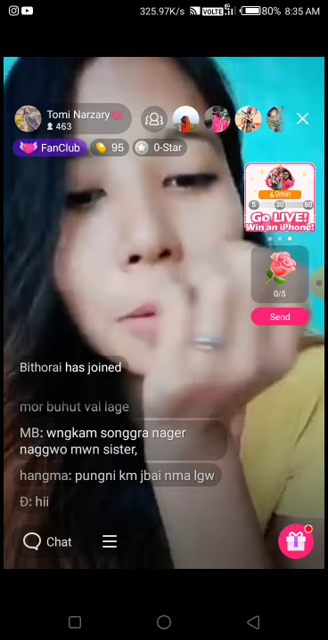 325.97K/s VOLTE 80% 8:35 AM
Tomi Narzary
463
FanClub 95 0-Star
5 30 60
Go LIVE!
Win an iPhone!
0/5
Send
Bithorai has joined
mor buhut val lage
MB: wngkam songgra nager
naggwo mwn sister,
hangma: pungni km jbai nma lgw
Đ: hii
Chat